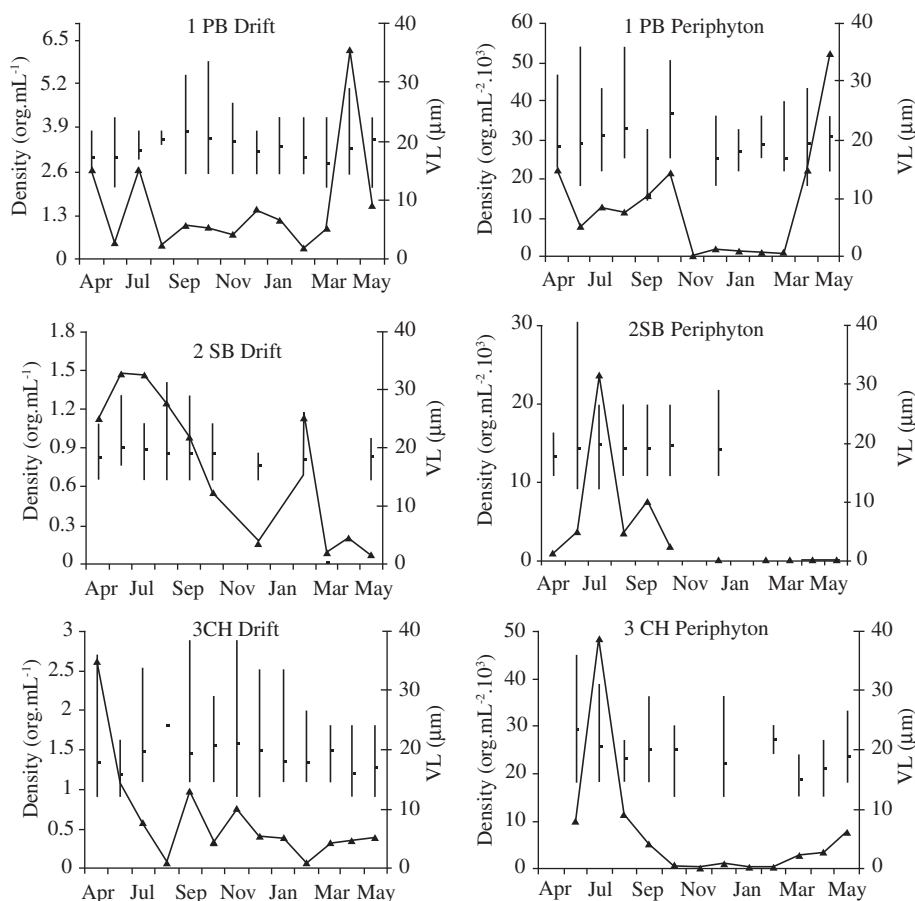 1 PB Drift
Density (org.mL⁻¹)
6.5
5.2
3.9
2.6
1.3
0
40
30
20
10
0
VL (μm)
Apr Jul Sep Nov Jan Mar May
1 PB Periphyton
Density (org.mL⁻².10³)
60
50
40
30
20
10
0
40
30
20
10
0
VL (μm)
Apr Jul Sep Nov Jan Mar May
2 SB Drift
Density (org.mL⁻¹)
1.8
1.5
1.2
0.9
0.6
0.3
0
40
30
20
10
0
VL (μm)
Apr Jul Sep Nov Jan Mar May
2SB Periphyton
Density (org.mL⁻².10³)
30
20
10
0
40
30
20
10
0
VL (μm)
Apr Jul Sep Nov Jan Mar May
3CH Drift
Density (org.mL⁻¹)
3
2.5
2
1.5
1
0.5
0
40
30
20
10
0
VL (μm)
Apr Jul Sep Nov Jan Mar May
3 CH Periphyton
Density (org.mL⁻².10³)
50
40
30
20
10
0
40
30
20
10
0
VL (μm)
Apr Jul Sep Nov Jan Mar May